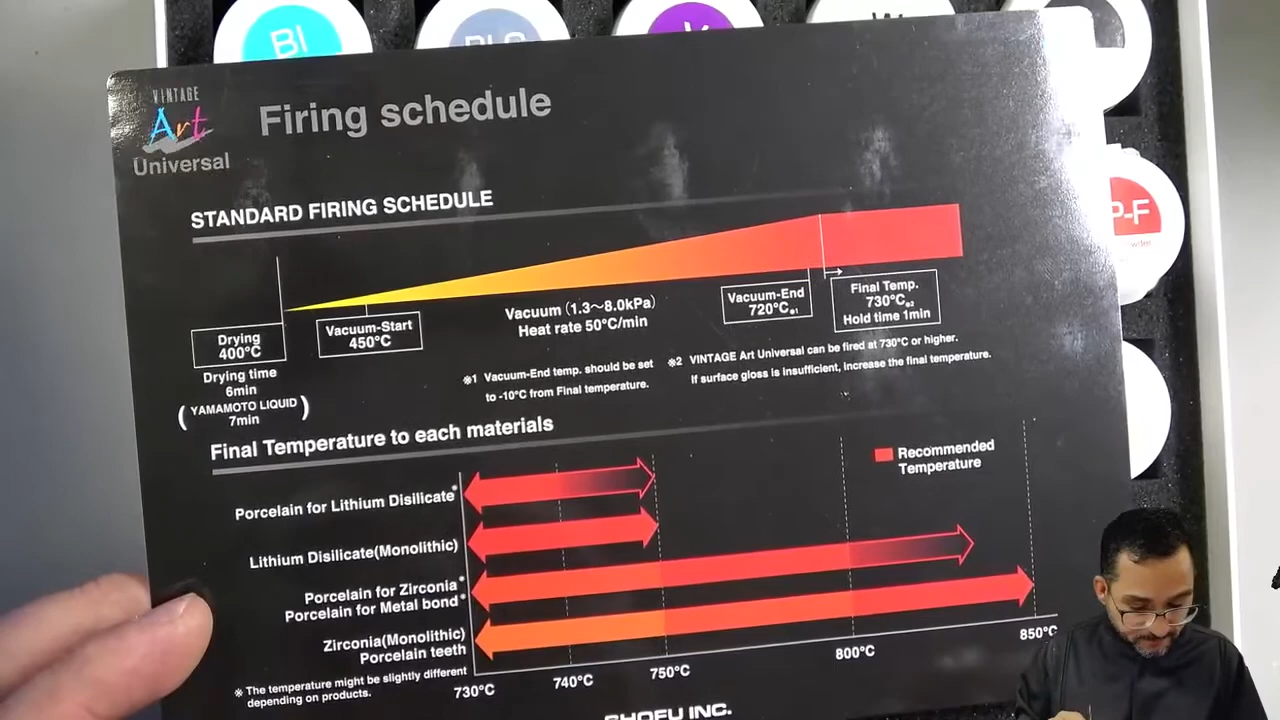 BI
VINTAGE
Art
Universal
Firing schedule
P-F
STANDARD FIRING SCHEDULE
Drying
400℃
Drying time
6min
(YAMAMOTO LIQUID)
7min
Vacuum-Start
450℃
Vacuum (1.3～8.0kPa)
Heat rate 50℃/min
Vacuum-End
720℃※1
Final Temp.
730℃※2
Hold time 1min
※1 Vacuum-End temp. should be set
to -10℃ from Final temperature.
※2 VINTAGE Art Universal can be fired at 730℃ or higher.
If surface gloss is insufficient, increase the final temperature.
Final Temperature to each materials
Recommended
Temperature
Porcelain for Lithium Disilicate*
Lithium Disilicate(Monolithic)
Porcelain for Zirconia*
Porcelain for Metal bond*
Zirconia(Monolithic)
Porcelain teeth
730℃
740℃
750℃
800℃
850℃
※ The temperature might be slightly different
depending on products.
SHOFU INC.